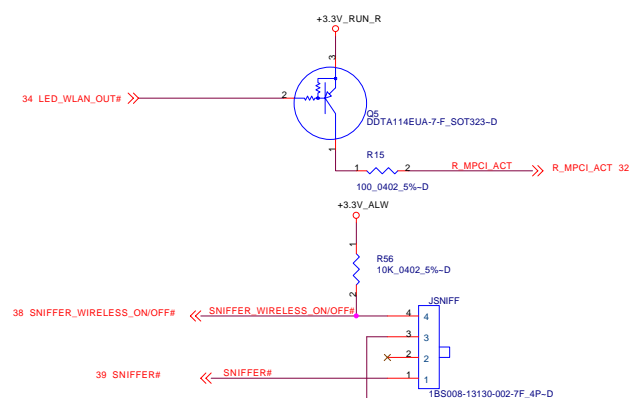 +3.3V_RUN_R
3
34 LED_WLAN_OUT#
2
Q5
DDTA114EUA-7-F_SOT323~D
1
R15
1
2
R_MPCI_ACT
R_MPCI_ACT 32
100_0402_5%~D
+3.3V_ALW
1
R56
10K_0402_5%~D
2
JSNIFF
38 SNIFFER_WIRELESS_ON/OFF#
SNIFFER_WIRELESS_ON/OFF#
4
4
3
3
2
2
39 SNIFFER#
SNIFFER#
1
1
1BS008-13130-002-7F_4P~D